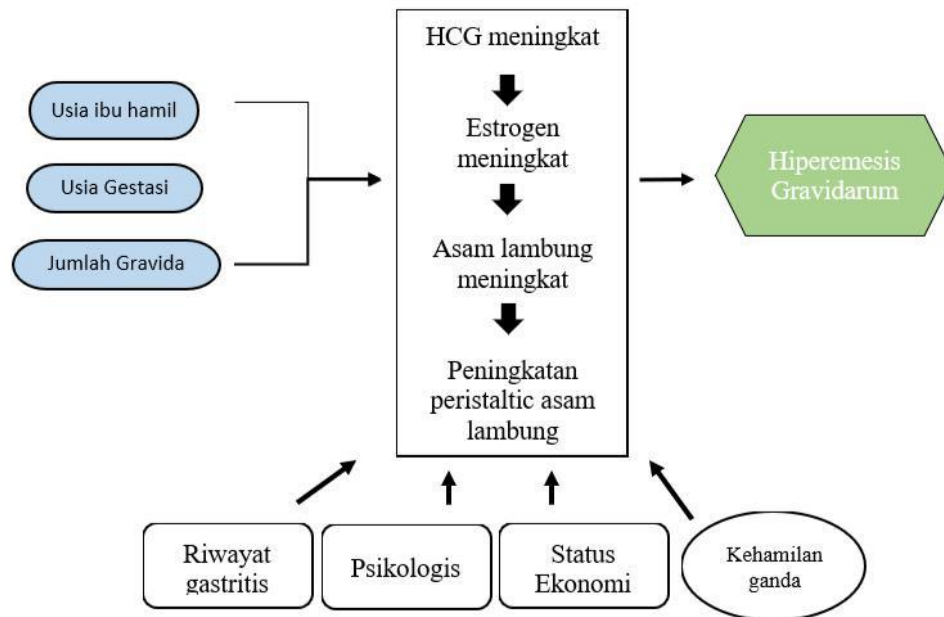 Usia ibu hamil
Usia Gestasi
Jumlah Gravida
HCG meningkat
Estrogen
meningkat
Asam lambung
meningkat
Peningkatan
peristaltic asam
lambung
Hiperemesis
Gravidarum
Riwayat
gastritis
Psikologis
Status
Ekonomi
Kehamilan
ganda